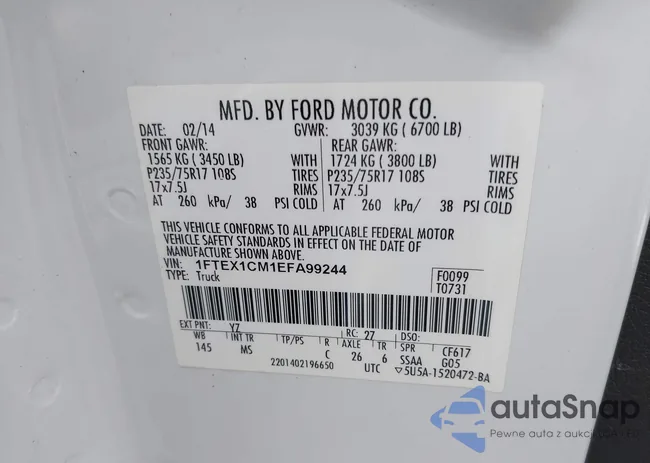 MFD. BY FORD MOTOR CO.
DATE: 02/14 GVWR: 3039 KG ( 6700 LB)
FRONT GAWR: REAR GAWR:
1565 KG ( 3450 LB) WITH 1724 KG ( 3800 LB) WITH
P235/75R17 108S TIRES P235/75R17 108S TIRES
17x7.5J RIMS 17x7.5J RIMS
AT 260 kPa/ 38 PSI COLD AT 260 kPa/ 38 PSI COLD
THIS VEHICLE CONFORMS TO ALL APPLICABLE FEDERAL MOTOR
VEHICLE SAFETY STANDARDS IN EFFECT ON THE DATE OF
MANUFACTURE SHOWN ABOVE.
VIN: 1FTEX1CM1EFA99244 F0099
TYPE: Truck T0731
EXT PNT: YZ RC: 27 DSO:
WB INT TR TP/PS R AXLE TR SPR CF617
145 MS C 26 6 SSAA G05
2201402196650 UTC ▽5U5A-1520472-BA
autaSnap
Pewne auta z aukcji USA i EU